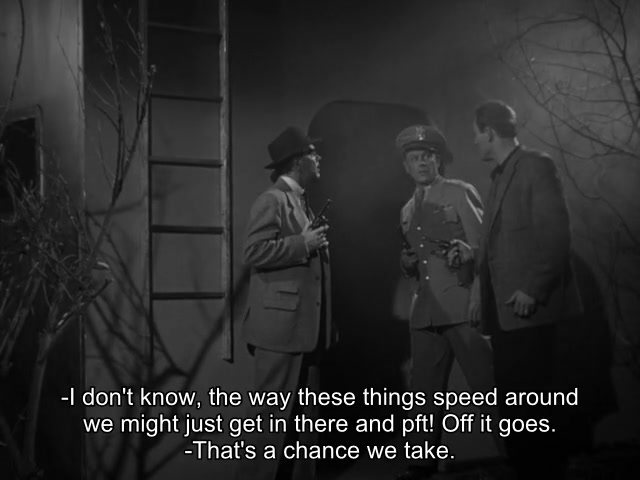 -I don't know, the way these things speed around
we might just get in there and pft! Off it goes.
-That's a chance we take.